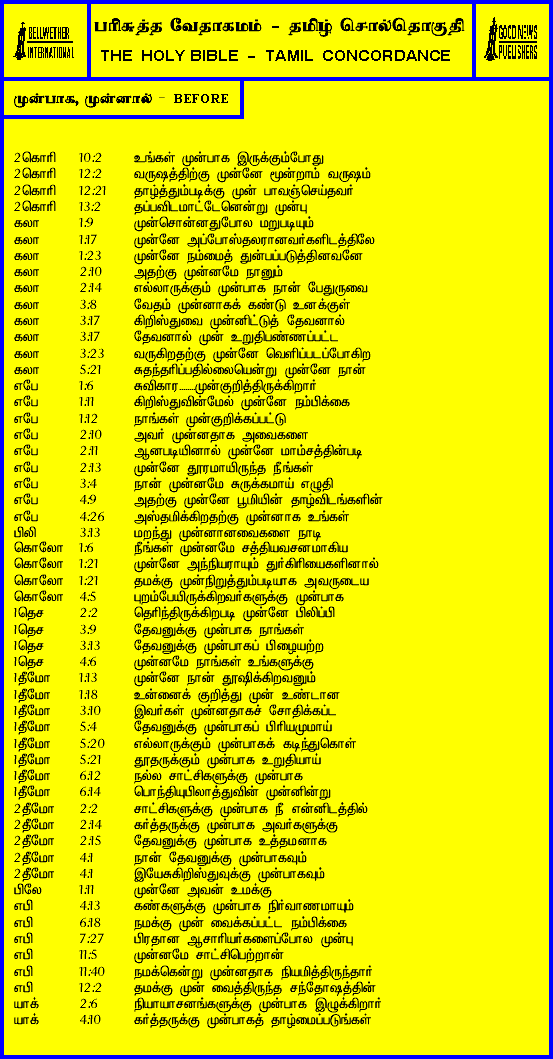 BELLWETHER
INTERNATIONAL
பரிசுத்த வேதாகமம் - தமிழ் சொல்தொகுதி
THE HOLY BIBLE - TAMIL CONCORDANCE
GOOD NEWS
PUBLISHERS
முன்பாக, முன்னால் - BEFORE
2கொரி 10:2 உங்கள் முன்பாக இருக்கும்போது
2கொரி 12:2 வருஷத்திற்கு முன்னே மூன்றாம் வருஷம்
2கொரி 12:21 தாழ்த்தும்படிக்கு முன் பாவஞ்செய்தவர்
2கொரி 13:2 தப்பவிடமாட்டேனென்று முன்பு
கலா 1:9 முன்சொன்னதுபோல மறுபடியும்
கலா 1:17 முன்னே அப்போஸ்தலரானவர்களிடத்திலே
கலா 1:23 முன்னே நம்மைத் துன்பப்படுத்தினவனே
கலா 2:10 அதற்கு முன்னமே நானும்
கலா 2:14 எல்லாருக்கும் முன்பாக நான் பேதுருவை
கலா 3:8 வேதம் முன்னாகக் கண்டு உனக்குள்
கலா 3:17 கிறிஸ்துவை முன்னிட்டுத் தேவனால்
கலா 3:17 தேவனால் முன் உறுதிபண்ணப்பட்ட
கலா 3:23 வருகிறதற்கு முன்னே வெளிப்படப்போகிற
கலா 5:21 சுதந்தரிப்பதில்லையென்று முன்னே நான்
எபே 1:6 சுவிகார.......முன்குறித்திருக்கிறார்
எபே 1:11 கிறிஸ்துவின்மேல் முன்னே நம்பிக்கை
எபே 1:12 நாங்கள் முன்குறிக்கப்பட்டு
எபே 2:10 அவர் முன்னதாக அவைகளை
எபே 2:11 ஆனபடியினால் முன்னே மாம்சத்தின்படி
எபே 2:13 முன்னே தூரமாயிருந்த நீங்கள்
எபே 3:4 நான் முன்னமே சுருக்கமாய் எழுதி
எபே 4:9 அதற்கு முன்னே பூமியின் தாழ்விடங்களின்
எபே 4:26 அஸ்தமிக்கிறதற்கு முன்னாக உங்கள்
பிலி 3:13 மறந்து முன்னானவைகளை நாடி
கொலோ 1:6 நீங்கள் முன்னமே சத்தியவசனமாகிய
கொலோ 1:21 முன்னே அந்நியராயும் துர்கிரியைகளினால்
கொலோ 1:21 தமக்கு முன்நிறுத்தும்படியாக அவருடைய
கொலோ 4:5 புறம்பேயிருக்கிறவர்களுக்கு முன்பாக
1தெச 2:2 தெரிந்திருக்கிறபடி முன்னே பிலிப்பி
1தெச 3:9 தேவனுக்கு முன்பாக நாங்கள்
1தெச 3:13 தேவனுக்கு முன்பாகப் பிழையற்ற
1தெச 4:6 முன்னமே நாங்கள் உங்களுக்கு
1தீமோ 1:13 முன்னே நான் தூஷிக்கிறவனும்
1தீமோ 1:18 உன்னைக் குறித்து முன் உண்டான
1தீமோ 3:10 இவர்கள் முன்னதாகச் சோதிக்கப்பட
1தீமோ 5:4 தேவனுக்கு முன்பாகப் பிரியமுமாய்
1தீமோ 5:20 எல்லாருக்கும் முன்பாகக் கடிந்துகொள்
1தீமோ 5:21 தூதருக்கும் முன்பாக உறுதியாய்
1தீமோ 6:12 நல்ல சாட்சிகளுக்கு முன்பாக
1தீமோ 6:14 பொந்தியுபிலாத்துவின் முன்னின்று
2தீமோ 2:2 சாட்சிகளுக்கு முன்பாக நீ என்னிடத்தில்
2தீமோ 2:14 கர்த்தருக்கு முன்பாக அவர்களுக்கு
2தீமோ 2:15 தேவனுக்கு முன்பாக உத்தமனாக
2தீமோ 4:1 நான் தேவனுக்கு முன்பாகவும்
2தீமோ 4:1 இயேசுகிறிஸ்துவுக்கு முன்பாகவும்
பிலே 1:11 முன்னே அவன் உமக்கு
எபி 4:13 கண்களுக்கு முன்பாக நிர்வாணமாயும்
எபி 6:18 நமக்கு முன் வைக்கப்பட்ட நம்பிக்கை
எபி 7:27 பிரதான ஆசாரியர்களைப்போல முன்பு
எபி 11:5 முன்னமே சாட்சிபெற்றான்
எபி 11:40 நமக்கென்று முன்னதாக நியமித்திருந்தார்
எபி 12:2 தமக்கு முன் வைத்திருந்த சந்தோஷத்தின்
யாக் 2:6 நியாயாசனங்களுக்கு முன்பாக இழுக்கிறார்
யாக் 4:10 கர்த்தருக்கு முன்பாகத் தாழ்மைப்படுங்கள்